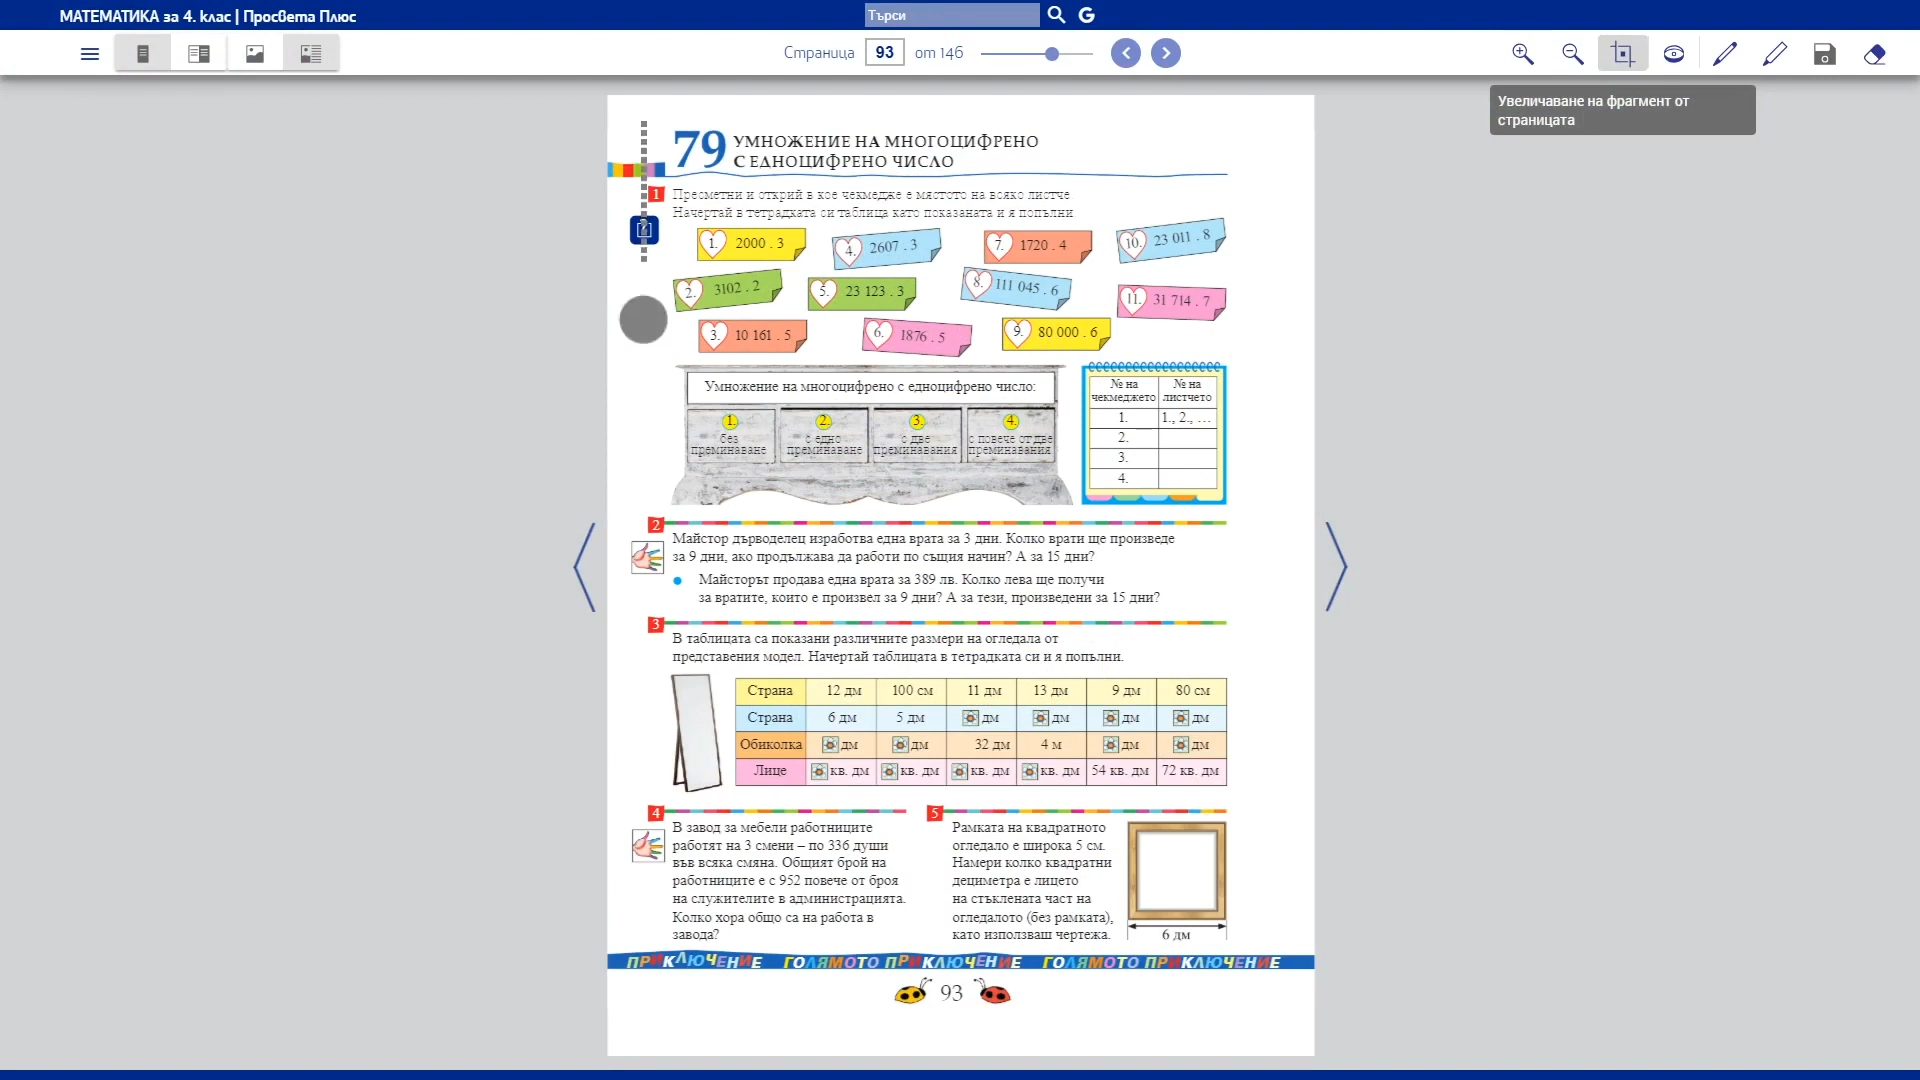 МАТЕМАТИКА за 4. клас | Просвета Плюс
Търси
Страница 93 от 146
Увеличаване на фрагмент от
страницата
79 УМНОЖЕНИЕ НА МНОГОЦИФРЕНО
С ЕДНОЦИФРЕНО ЧИСЛО
1 Пресметни и открий в кое чекмедже е мястото на всяко листче.
Начертай в тетрадката си таблица като показаната и я попълни.
1. 2000 . 3
4. 2607 . 3
7. 1720 . 4
10. 23 011 . 8
2. 3102 . 2
5. 23 123 . 3
8. 111 045 . 6
11. 31 714 . 7
3. 10 161 . 5
6. 1876 . 5
9. 80 000 . 6
Умножение на многоцифрено с едноцифрено число:
1. без
преминаване
2. с едно
преминаване
3. с две
преминавания
4. с повече от две
преминавания
№ на чекмеджето № на листчето
1. 1., 2., ...
2.
3.
4.
2 Майстор дърводелец изработва една врата за 3 дни. Колко врати ще произведе
за 9 дни, ако продължава да работи по същия начин? А за 15 дни?
Майсторът продава една врата за 389 лв. Колко лева ще получи
за вратите, които е произвел за 9 дни? А за тези, произведени за 15 дни?
3 В таблицата са показани различните размери на огледала от
представения модел. Начертай таблицата в тетрадката си и я попълни.
Страна 12 дм 100 см 11 дм 13 дм 9 дм 80 см
Страна 6 дм 5 дм дм дм дм дм
Обиколка дм дм 32 дм 4 м дм дм
Лице кв. дм кв. дм кв. дм кв. дм 54 кв. дм 72 кв. дм
4 В завод за мебели работниците
работят на 3 смени – по 336 души
във всяка смяна. Общият брой на
работниците е с 952 повече от броя
на служителите в администрацията.
Колко хора общо са на работа в
завода?
5 Рамката на квадратното
огледало е широка 5 см.
Намери колко квадратни
дециметра е лицето
на стъклената част на
огледалото (без рамката),
като използваш чертежа.
6 дм
ПРИКЛЮЧЕНИЕ ГОЛЯМОТО ПРИКЛЮЧЕНИЕ ГОЛЯМОТО ПРИКЛЮЧЕНИЕ
93